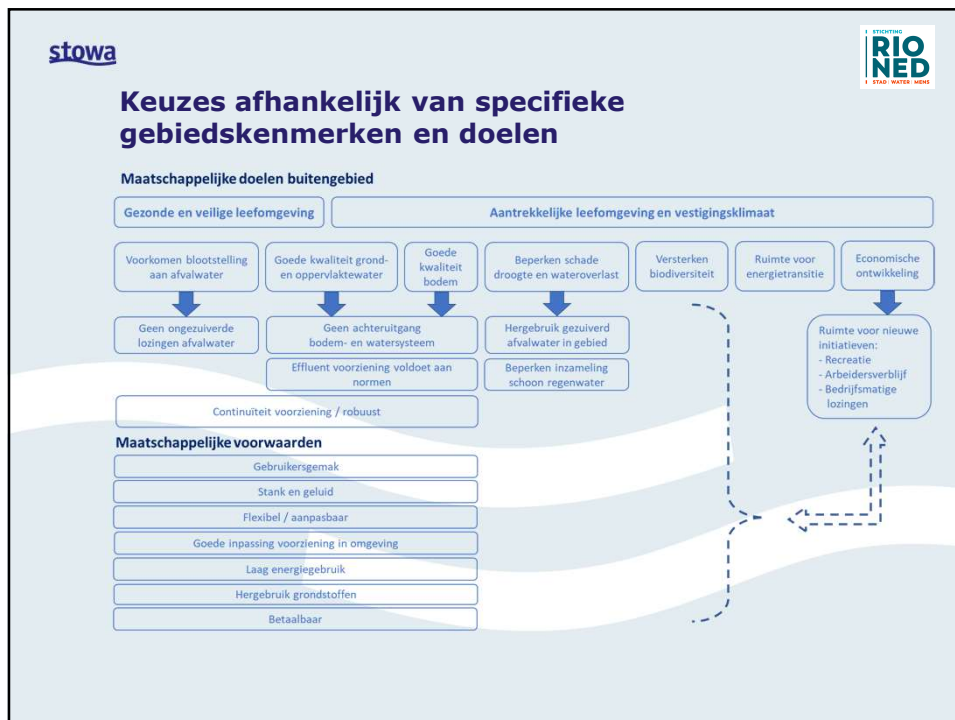 stowa
STICHTING
RIO
NED
STAD WATER MENS
Keuzes afhankelijk van specifieke
gebiedskenmerken en doelen
Maatschappelijke doelen buitengebied
Gezonde en veilige leefomgeving
Aantrekkelijke leefomgeving en vestigingsklimaat
Voorkomen blootstelling
aan afvalwater
Goede kwaliteit grond-
en oppervlaktewater
Goede
kwaliteit
bodem
Beperken schade
droogte en wateroverlast
Versterken
biodiversiteit
Ruimte voor
energietransitie
Economische
ontwikkeling
Geen ongezuiverde
lozingen afvalwater
Geen achteruitgang
bodem- en watersysteem
Hergebruik gezuiverd
afvalwater in gebied
Ruimte voor nieuwe
initiatieven:
- Recreatie
- Arbeidersverblijf
- Bedrijfsmatige
lozingen
Effluent voorziening voldoet aan
normen
Beperken inzameling
schoon regenwater
Continuïteit voorziening / robuust
Maatschappelijke voorwaarden
Gebruikersgemak
Stank en geluid
Flexibel / aanpasbaar
Goede inpassing voorziening in omgeving
Laag energiegebruik
Hergebruik grondstoffen
Betaalbaar